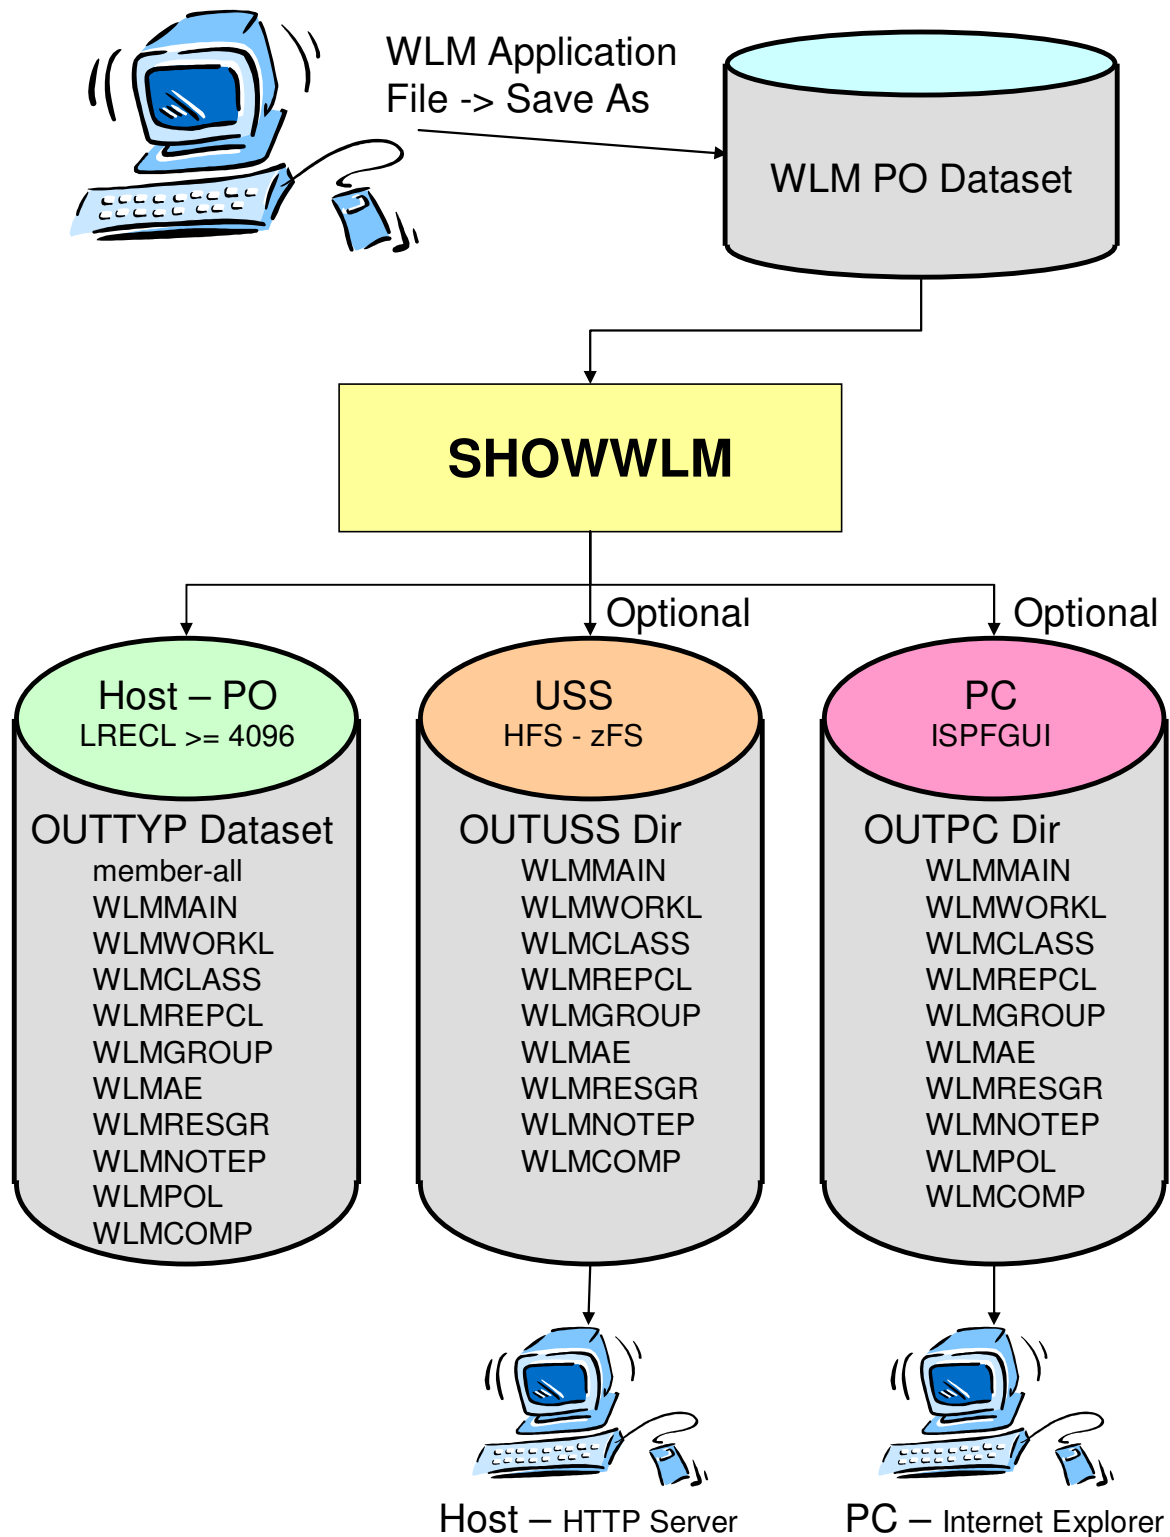 WLM Application
File -> Save As
WLM PO Dataset
SHOWWLM
Optional
Optional
Host – PO
LRECL >= 4096
OUTTYP Dataset
member-all
WLMMAIN
WLMWORKL
WLMCLASS
WLMREPCL
WLMGROUP
WLMAE
WLMRESGR
WLMNOTEP
WLMPOL
WLMCOMP
USS
HFS - zFS
OUTUSS Dir
WLMMAIN
WLMWORKL
WLMCLASS
WLMREPCL
WLMGROUP
WLMAE
WLMRESGR
WLMNOTEP
WLMCOMP
PC
ISPFGUI
OUTPC Dir
WLMMAIN
WLMWORKL
WLMCLASS
WLMREPCL
WLMGROUP
WLMAE
WLMRESGR
WLMNOTEP
WLMPOL
WLMCOMP
Host – HTTP Server
PC – Internet Explorer